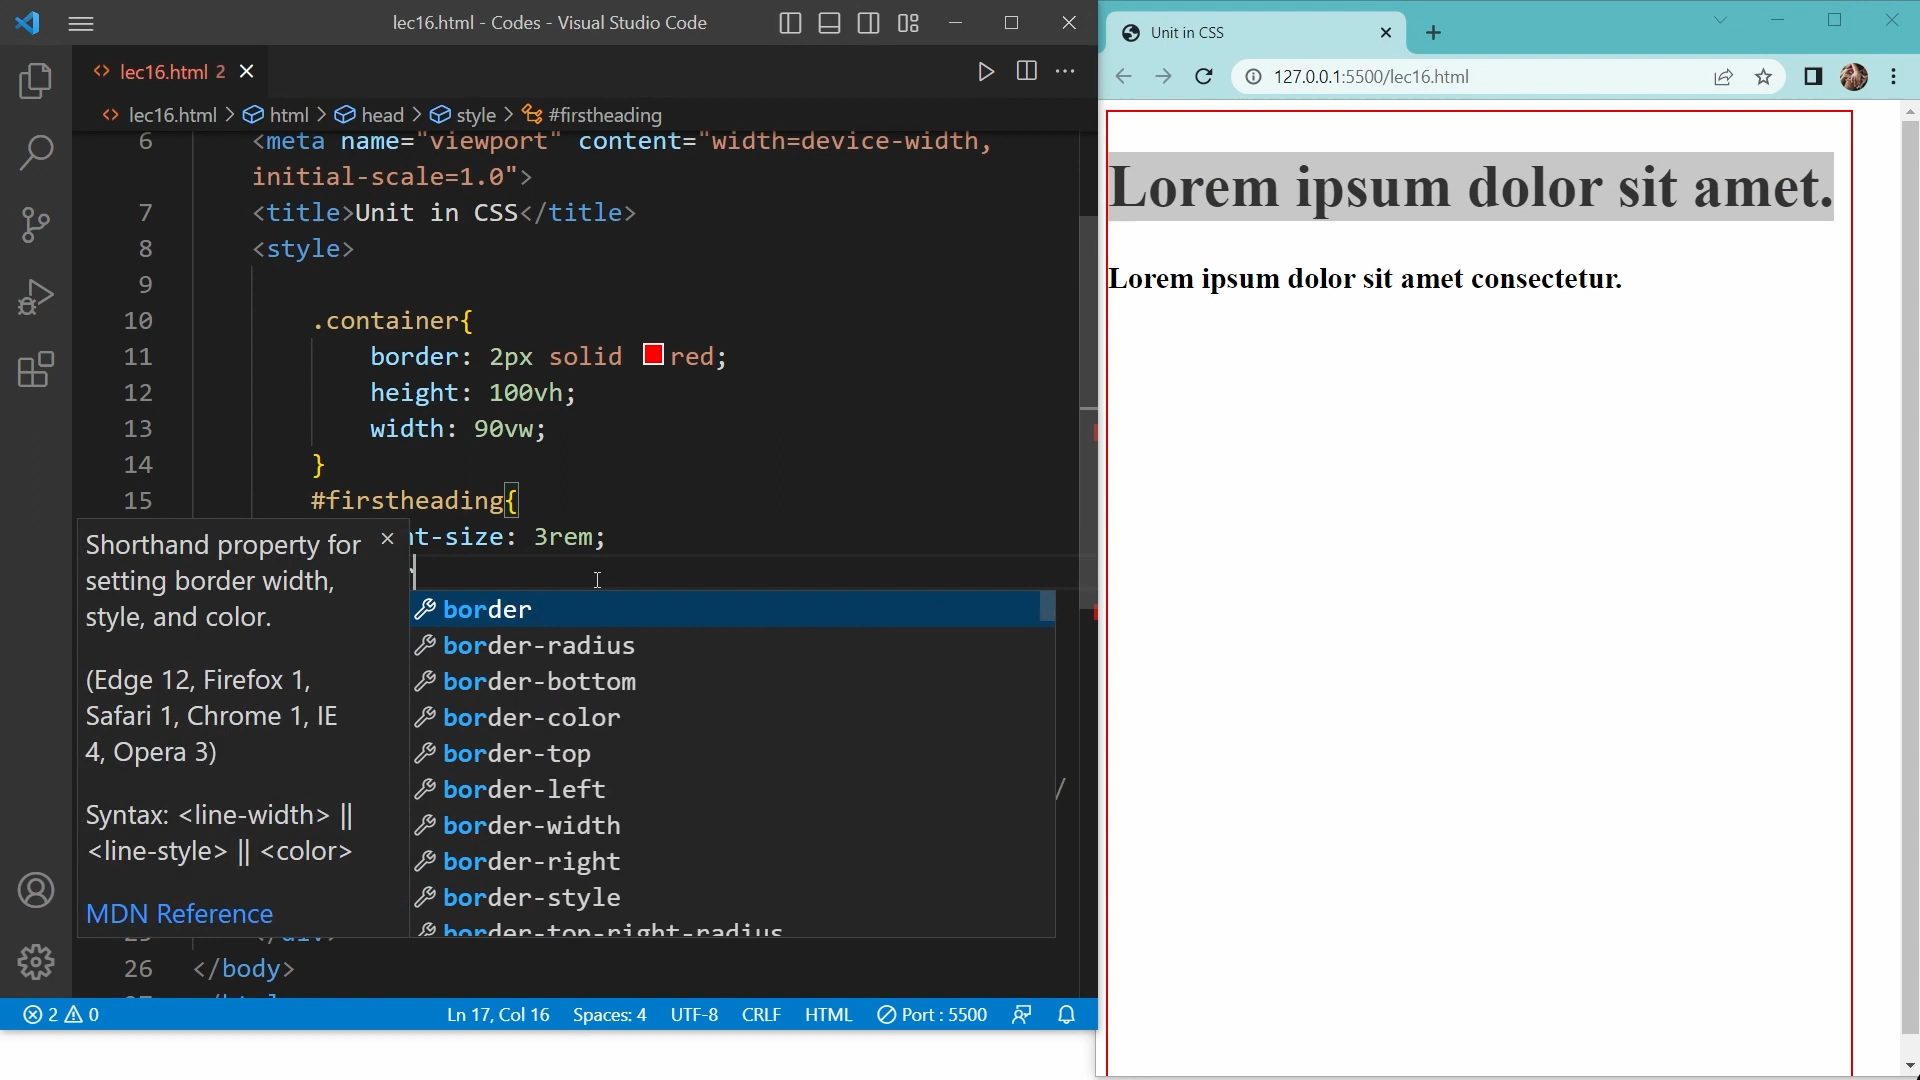 lec16.html - Codes - Visual Studio Code
lec16.html 2
lec16.html > html > head > style > #firstheading
6 <meta name="viewport" content="width=device-width,
initial-scale=1.0">
7 <title>Unit in CSS</title>
8 <style>
9
10 .container{
11 border: 2px solid red;
12 height: 100vh;
13 width: 90vw;
14 }
15 #firstheading{
nt-size: 3rem;
Shorthand property for
setting border width,
style, and color.
(Edge 12, Firefox 1,
Safari 1, Chrome 1, IE
4, Opera 3)
Syntax: <line-width> ||
<line-style> || <color>
MDN Reference
border
border-radius
border-bottom
border-color
border-top
border-left
border-width
border-right
border-style
border-top-right-radius
/
26 </body>
2 0
Ln 17, Col 16
Spaces: 4
UTF-8
CRLF
HTML
Port : 5500
Unit in CSS
127.0.0.1:5500/lec16.html
Lorem ipsum dolor sit amet.
Lorem ipsum dolor sit amet consectetur.